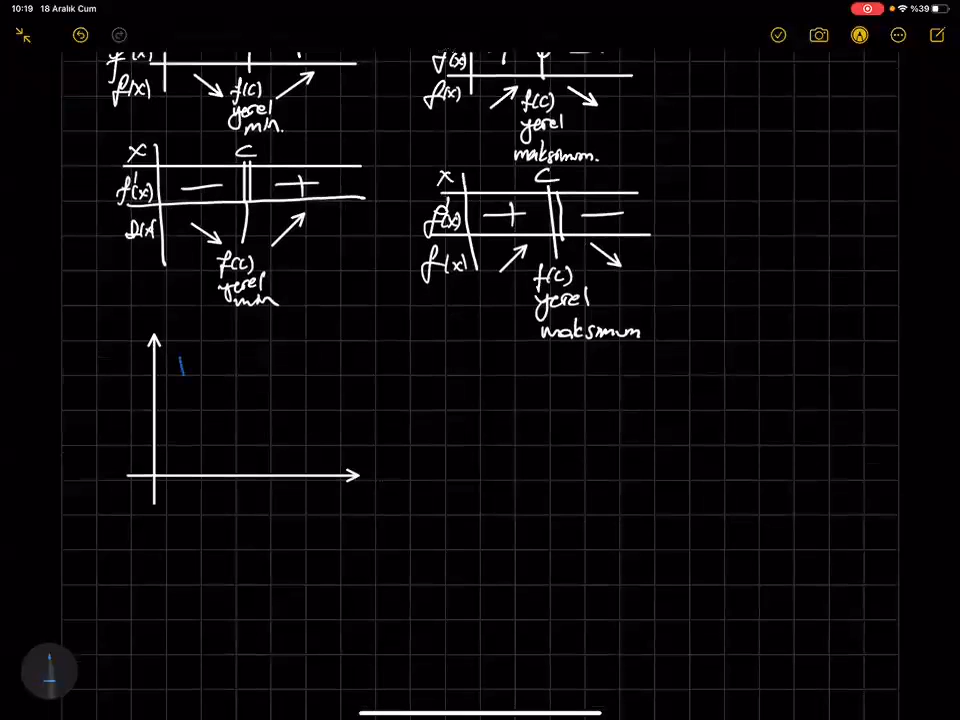 10:19 18 Aralık Cum %39
f'(x)
f(x) f(c)
yerel
min.
f'(x)
f(x) f(c)
yerel
maksimum.
x c
f'(x) — +
f(c)
yerel
min
x c
f'(x) + —
f(x) f(c)
yerel
maksimum